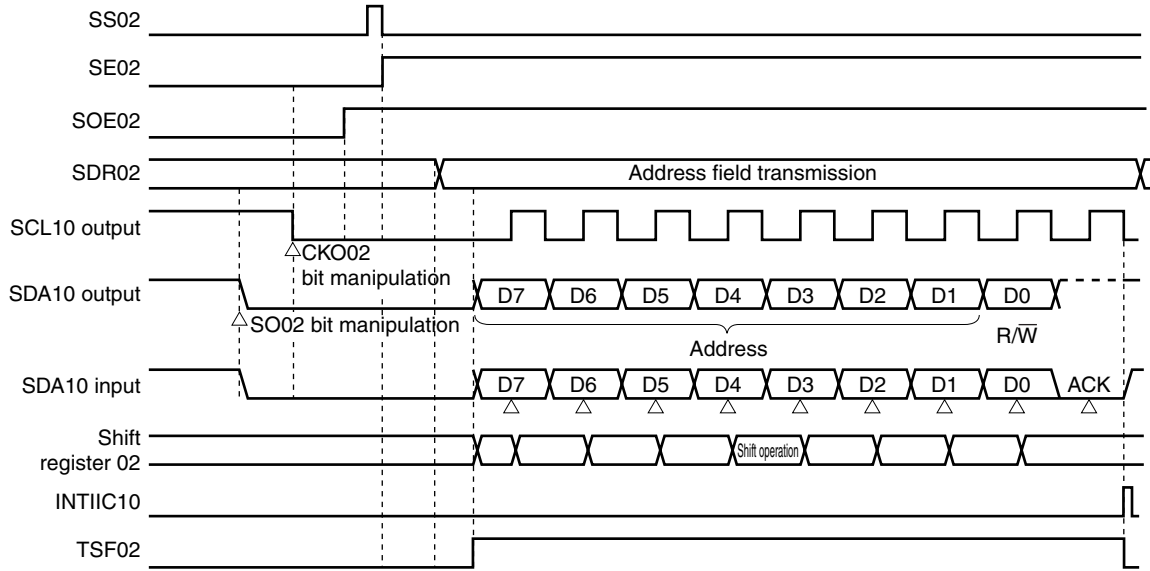 SS02
SE02
SOE02
SDR02 Address field transmission
SCL10 output
△CKO02
bit manipulation
SDA10 output D7 D6 D5 D4 D3 D2 D1 D0
△SO02 bit manipulation
Address
R/W̅
SDA10 input D7 D6 D5 D4 D3 D2 D1 D0 ACK
Shift
register 02
Shift operation
INTIIC10
TSF02